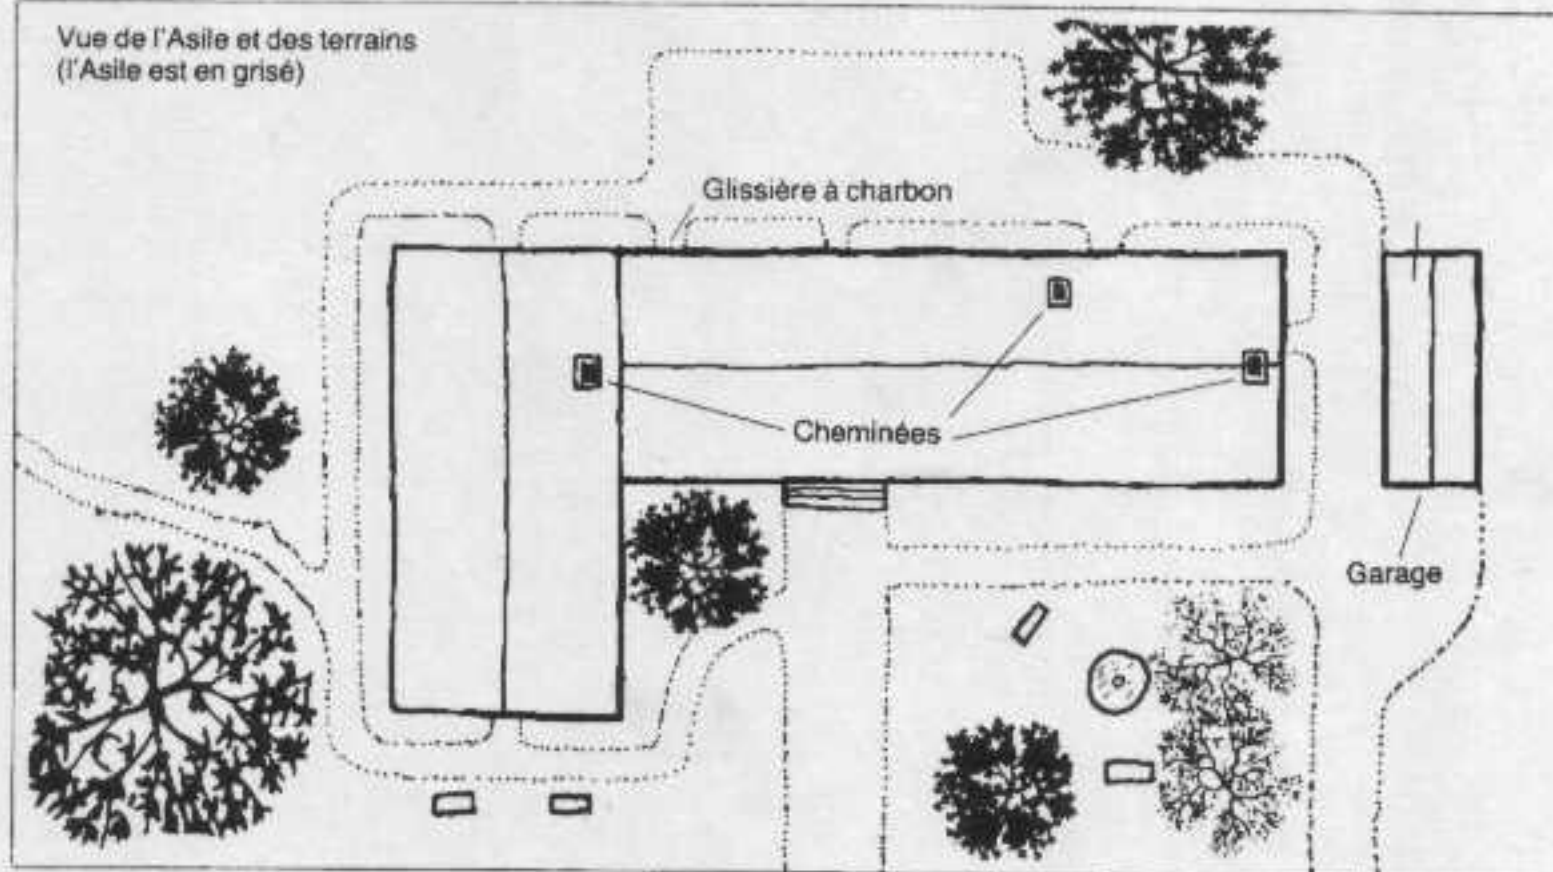 Vue de l'Asile et des terrains
(l'Asile est en grisé)
Glissière à charbon
Cheminées
Garage